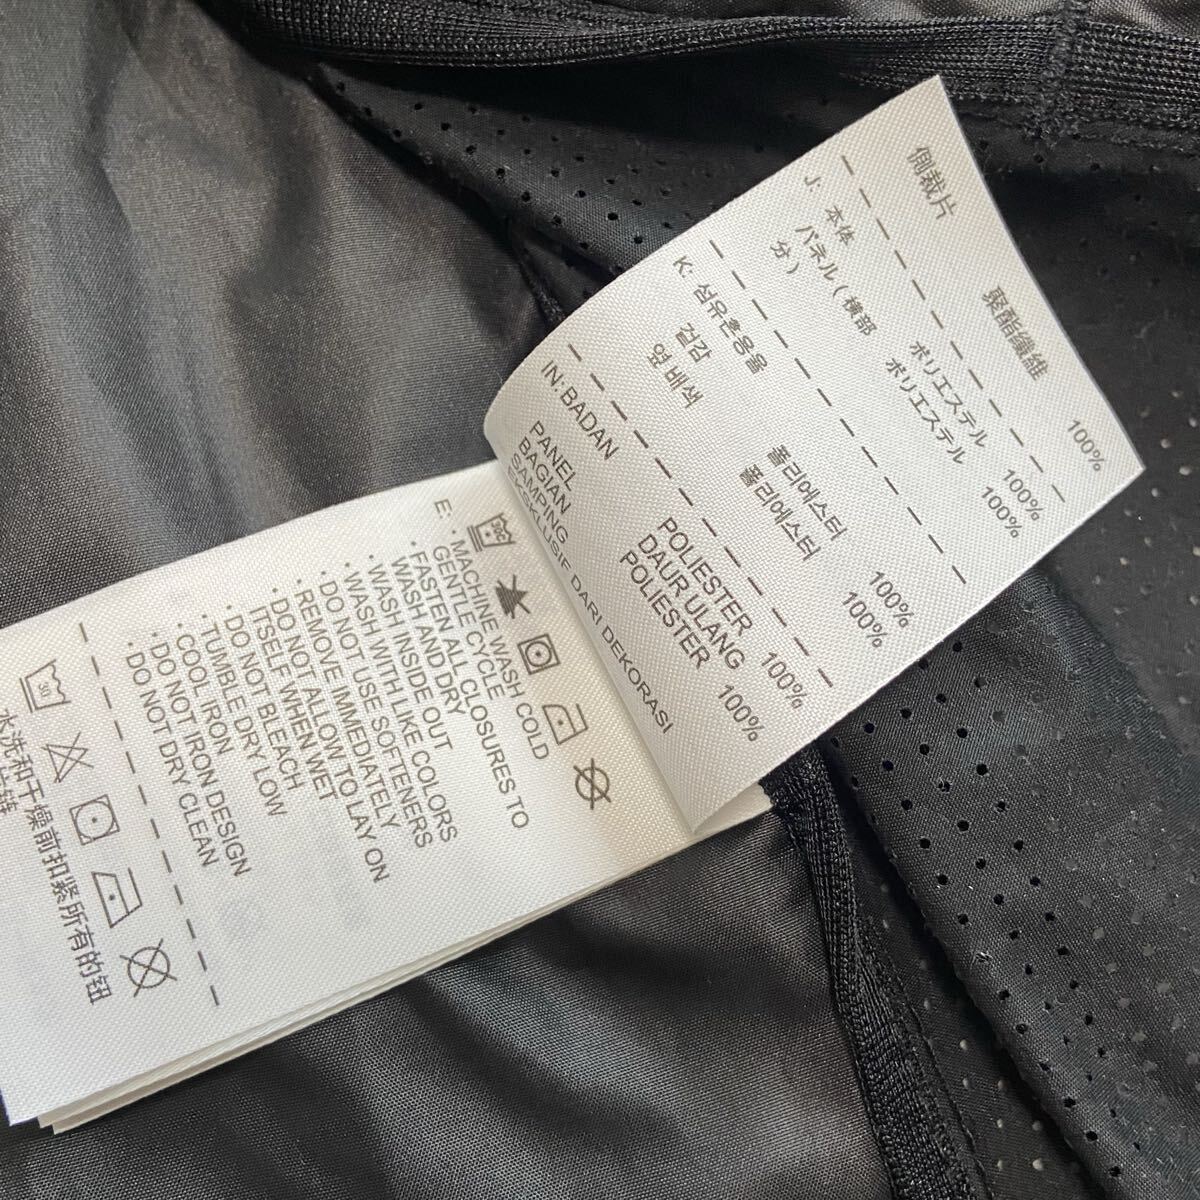 側裁片 聚酯纖維 100%
J: 本体 ポリエステル 100%
パネル ( 横部 ポリエステル 100%
分 )
K: 섬유혼용율
겉감 폴리에스터 100%
옆 배색 폴리에스터 100%
IN: BADAN POLIESTER
DAUR ULANG 100%
PANEL POLIESTER 100%
BAGIAN
SAMPING
EKSKLUSIF DARI DEKORASI
30C
E: · MACHINE WASH COLD
GENTLE CYCLE
· FASTEN ALL CLOSURES TO
WASH AND DRY
· WASH INSIDE OUT
· WASH WITH LIKE COLORS
· DO NOT USE SOFTENERS
· REMOVE IMMEDIATELY
· DO NOT ALLOW TO LAY ON
ITSELF WHEN WET
· DO NOT BLEACH
· TUMBLE DRY LOW
· COOL IRON
· DO NOT IRON DESIGN
· DO NOT DRY CLEAN
30
水洗和干燥前扣紧所有的钮